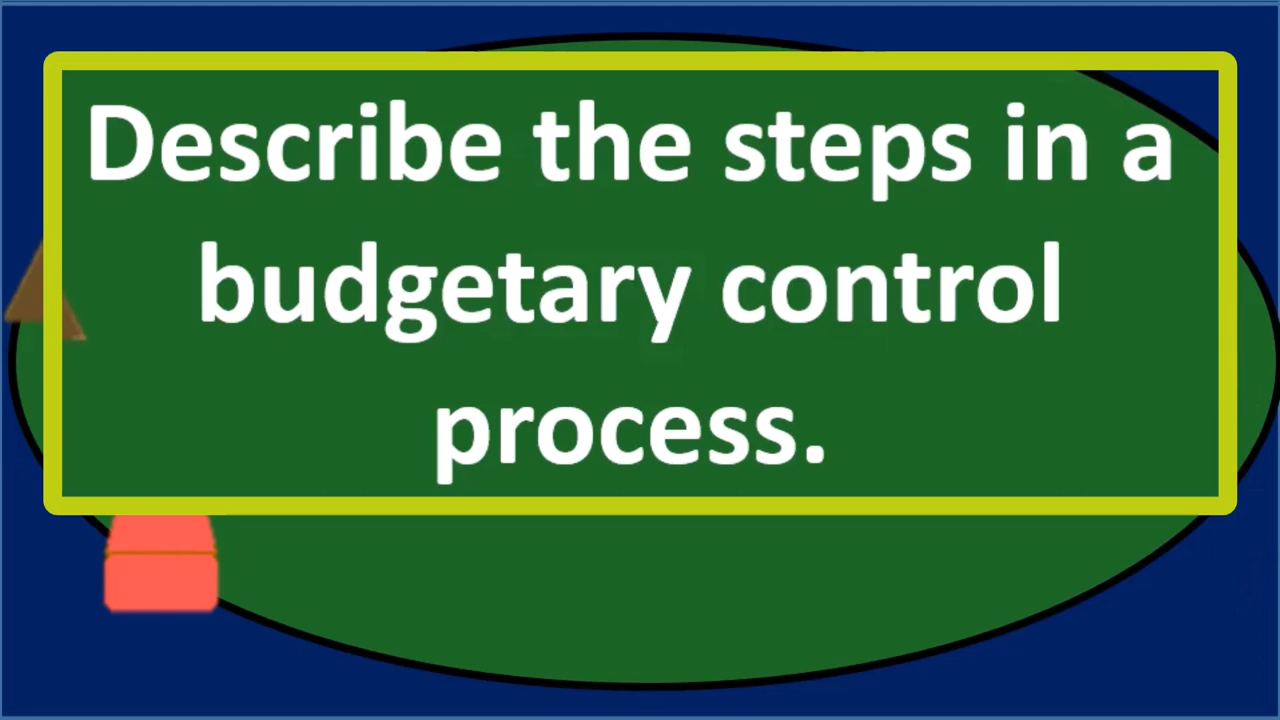 Describe the steps in a
budgetary control
process.